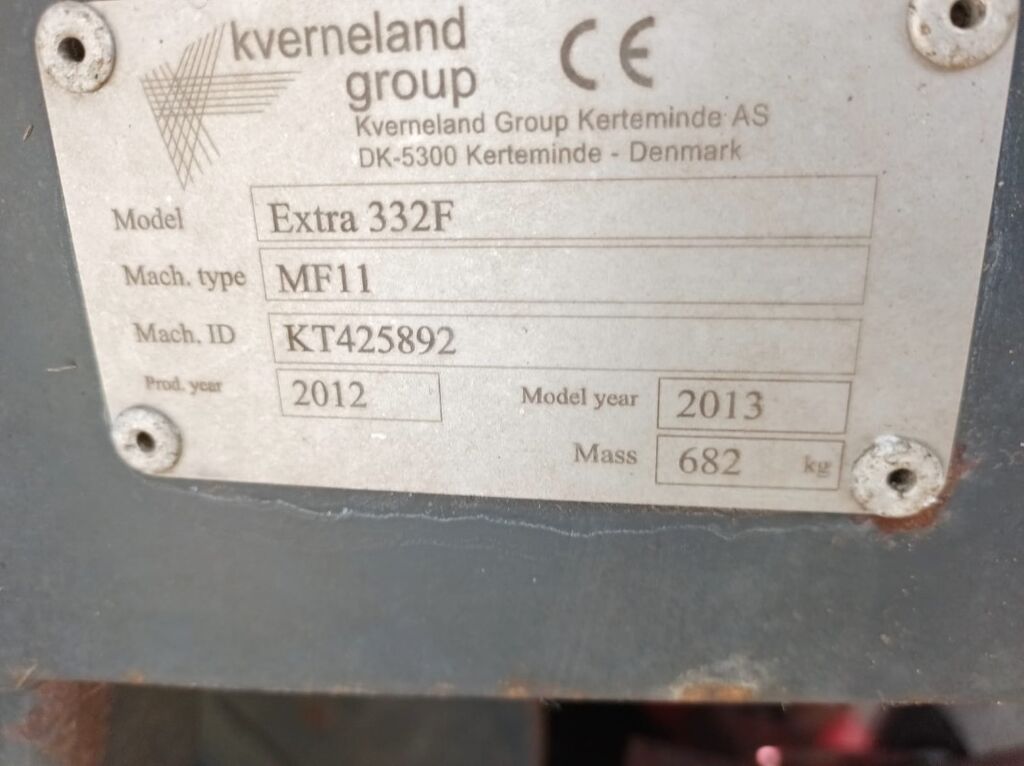 kverneland
group
CE
Kverneland Group Kerteminde AS
DK-5300 Kerteminde - Denmark
Model Extra 332F
Mach. type MF11
Mach. ID KT425892
Prod. year 2012 Model year 2013
Mass 682 kg